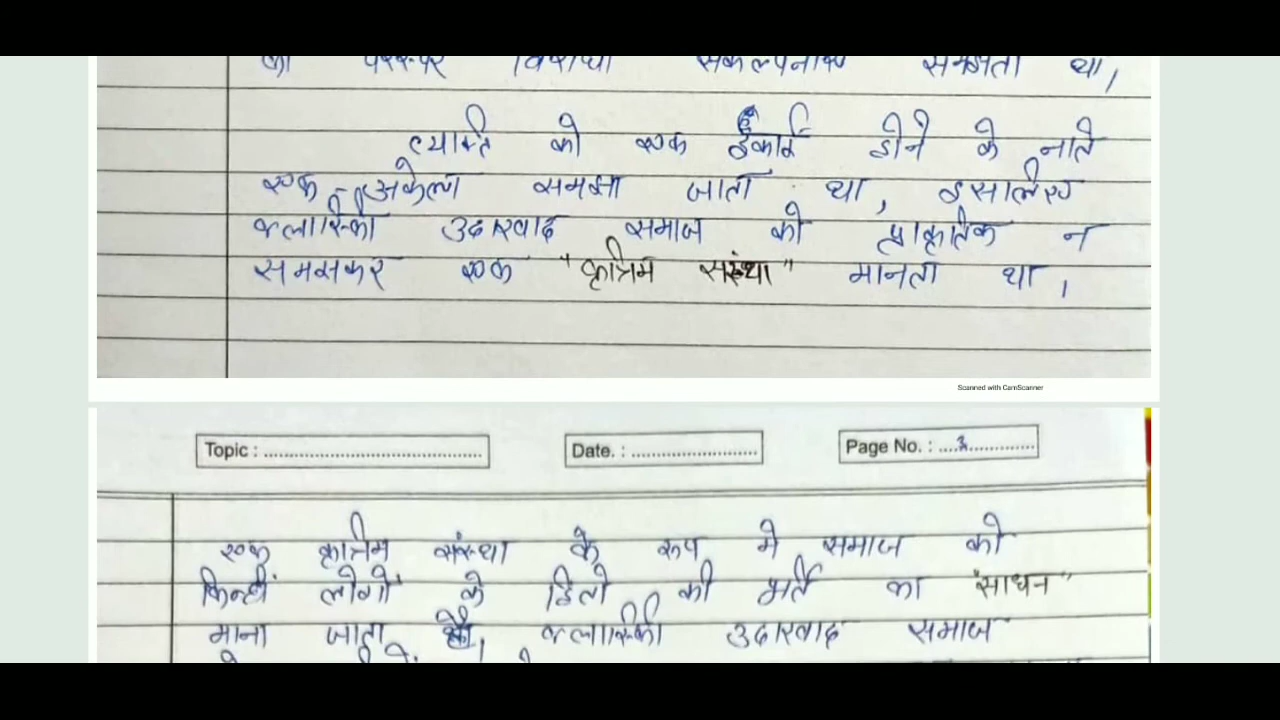 को परस्पर विरोधी संकल्पनाएं समझता था,
व्यक्ति को एक ईकाई होने के नाते
एक अकेला समझा जाता था, इसलिए
क्लासिकी उदारवाद समाज को प्राकृतिक न
समझकर एक "कृत्रिम संस्था" मानता था,
Scanned with CamScanner
Topic : Date. : Page No. : 3
एक कृत्रिम संस्था के रूप मे समाज को
किन्हीं लोगों के हितो की का "साधन"
माना जाता क्लासिकी उदारवाद समाज